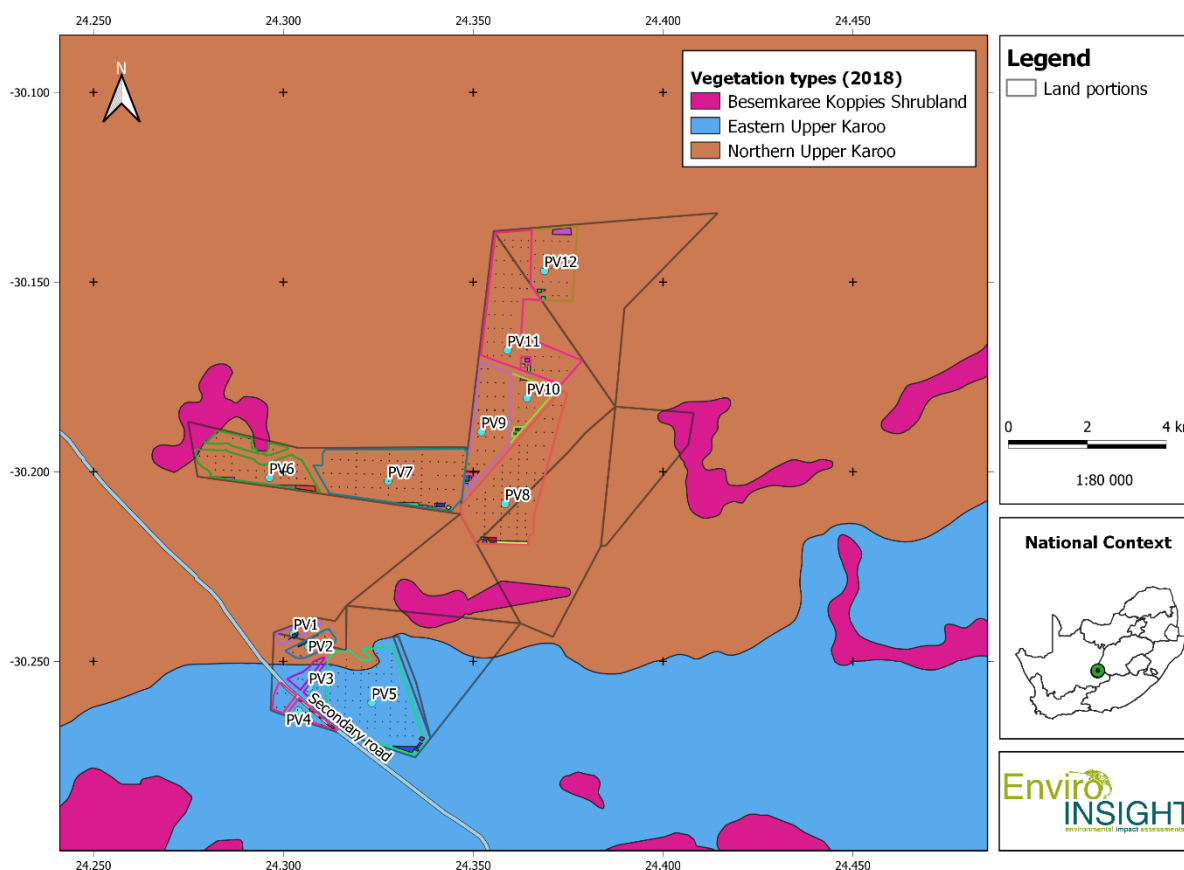 24.250 24.300 24.350 24.400 24.450
N
-30.100
-30.150
-30.200
-30.250
Vegetation types (2018)
Besemkaree Koppies Shrubland
Eastern Upper Karoo
Northern Upper Karoo
PV12
PV11
PV10
PV9
PV7
PV6
PV8
PV1
PV2
PV3
PV5
PV4
Secondary road
24.250 24.300 24.350 24.400 24.450
Legend
Land portions
0 2 4 km
1:80 000
National Context
Enviro
INSIGHT
environmental impact assessments